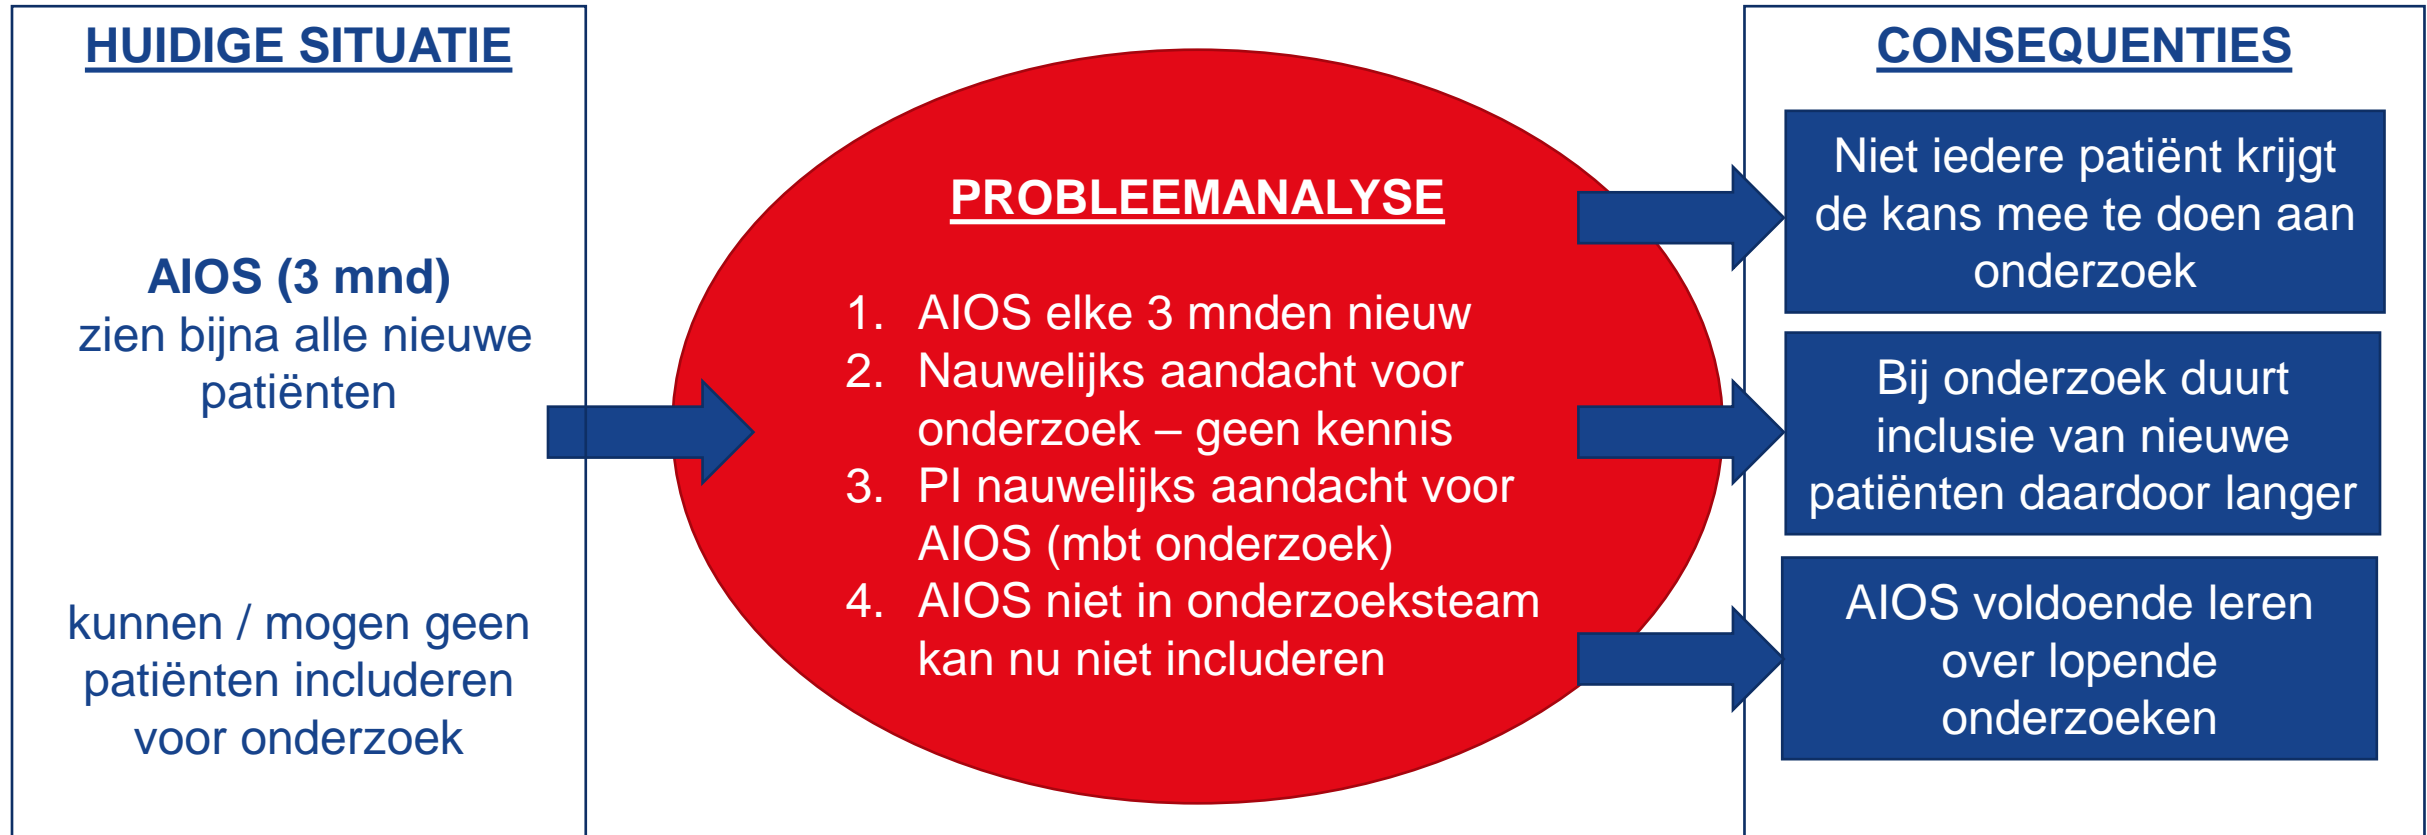 HUIDIGE SITUATIE
AIOS (3 mnd)
zien bijna alle nieuwe
patiënten
kunnen / mogen geen
patiënten includeren
voor onderzoek
PROBLEEMANALYSE
1. AIOS elke 3 mnden nieuw
2. Nauwelijks aandacht voor
onderzoek – geen kennis
3. PI nauwelijks aandacht voor
AIOS (mbt onderzoek)
4. AIOS niet in onderzoeksteam
kan nu niet includeren
CONSEQUENTIES
Niet iedere patiënt krijgt
de kans mee te doen aan
onderzoek
Bij onderzoek duurt
inclusie van nieuwe
patiënten daardoor langer
AIOS voldoende leren
over lopende
onderzoeken